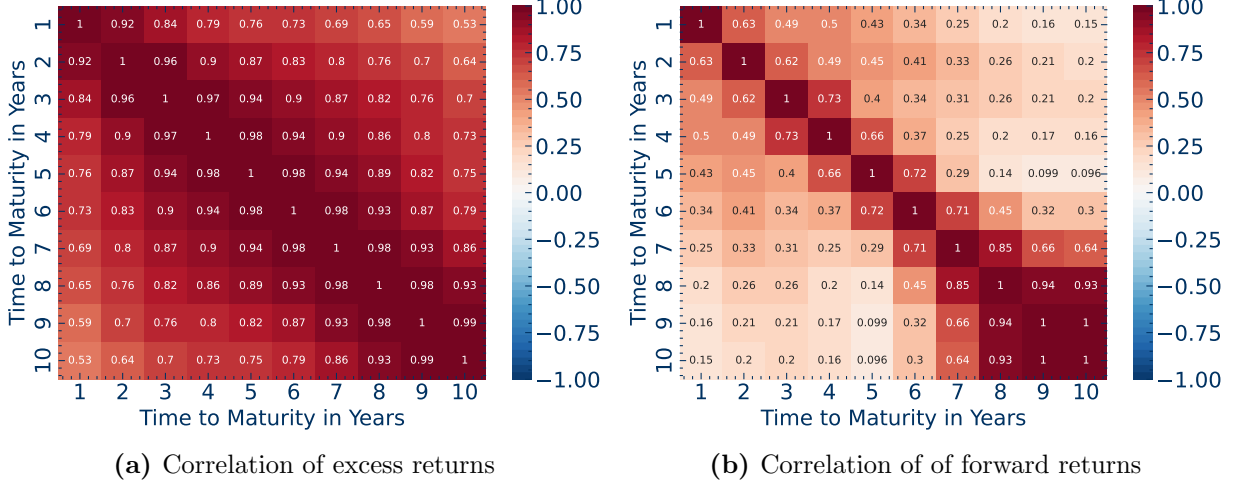 1 1 0.92 0.84 0.79 0.76 0.73 0.69 0.65 0.59 0.53
2 0.92 1 0.96 0.9 0.87 0.83 0.8 0.76 0.7 0.64
3 0.84 0.96 1 0.97 0.94 0.9 0.87 0.82 0.76 0.7
4 0.79 0.9 0.97 1 0.98 0.94 0.9 0.86 0.8 0.73
5 0.76 0.87 0.94 0.98 1 0.98 0.94 0.89 0.82 0.75
6 0.73 0.83 0.9 0.94 0.98 1 0.98 0.93 0.87 0.79
7 0.69 0.8 0.87 0.9 0.94 0.98 1 0.98 0.93 0.86
8 0.65 0.76 0.82 0.86 0.89 0.93 0.98 1 0.98 0.93
9 0.59 0.7 0.76 0.8 0.82 0.87 0.93 0.98 1 0.99
10 0.53 0.64 0.7 0.73 0.75 0.79 0.86 0.93 0.99 1
1 2 3 4 5 6 7 8 9 10
Time to Maturity in Years
Time to Maturity in Years
1.00
0.75
0.50
0.25
0.00
−0.25
−0.50
−0.75
−1.00
(a) Correlation of excess returns
1 1 0.63 0.49 0.5 0.43 0.34 0.25 0.2 0.16 0.15
2 0.63 1 0.62 0.49 0.45 0.41 0.33 0.26 0.21 0.2
3 0.49 0.62 1 0.73 0.4 0.34 0.31 0.26 0.21 0.2
4 0.5 0.49 0.73 1 0.66 0.37 0.25 0.2 0.17 0.16
5 0.43 0.45 0.4 0.66 1 0.72 0.29 0.14 0.099 0.096
6 0.34 0.41 0.34 0.37 0.72 1 0.71 0.45 0.32 0.3
7 0.25 0.33 0.31 0.25 0.29 0.71 1 0.85 0.66 0.64
8 0.2 0.26 0.26 0.2 0.14 0.45 0.85 1 0.94 0.93
9 0.16 0.21 0.21 0.17 0.099 0.32 0.66 0.94 1 1
10 0.15 0.2 0.2 0.16 0.096 0.3 0.64 0.93 1 1
1 2 3 4 5 6 7 8 9 10
Time to Maturity in Years
Time to Maturity in Years
1.00
0.75
0.50
0.25
0.00
−0.25
−0.50
−0.75
−1.00
(b) Correlation of of forward returns